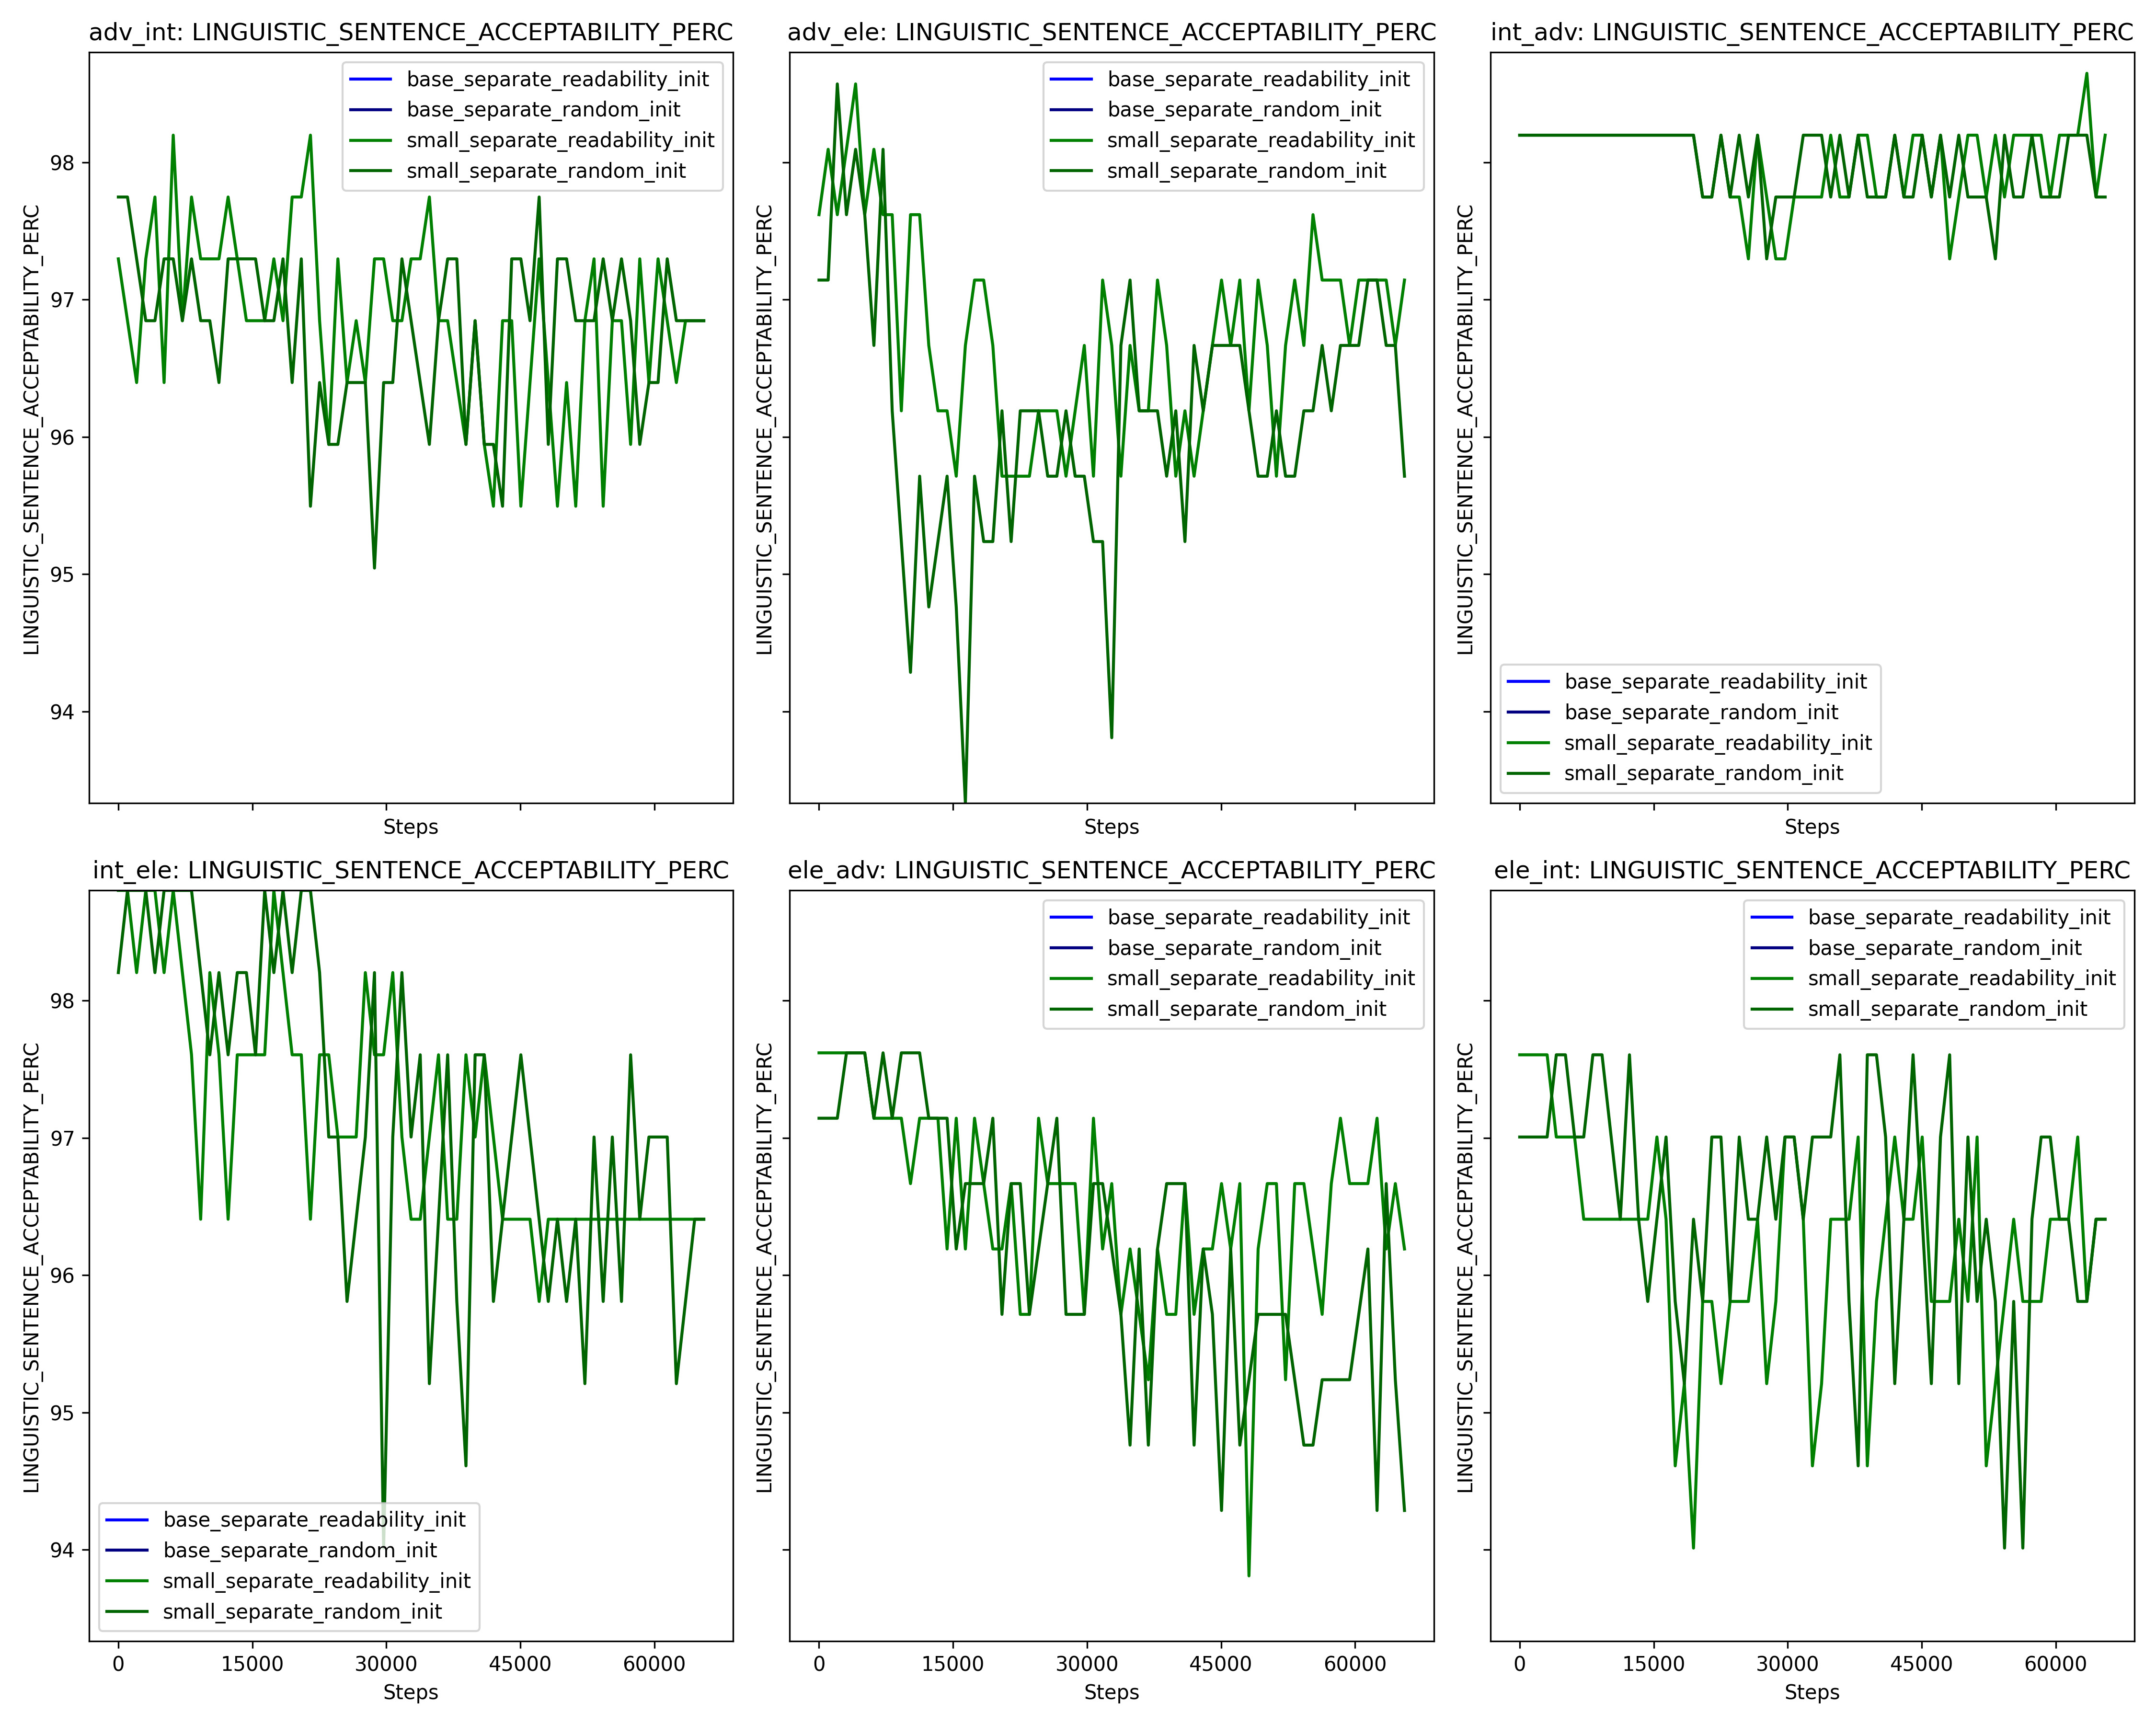 adv_int: LINGUISTIC_SENTENCE_ACCEPTABILITY_PERC
LINGUISTIC_SENTENCE_ACCEPTABILITY_PERC
98
97
96
95
94
base_separate_readability_init
base_separate_random_init
small_separate_readability_init
small_separate_random_init
Steps
adv_ele: LINGUISTIC_SENTENCE_ACCEPTABILITY_PERC
LINGUISTIC_SENTENCE_ACCEPTABILITY_PERC
base_separate_readability_init
base_separate_random_init
small_separate_readability_init
small_separate_random_init
Steps
int_adv: LINGUISTIC_SENTENCE_ACCEPTABILITY_PERC
LINGUISTIC_SENTENCE_ACCEPTABILITY_PERC
base_separate_readability_init
base_separate_random_init
small_separate_readability_init
small_separate_random_init
Steps
int_ele: LINGUISTIC_SENTENCE_ACCEPTABILITY_PERC
LINGUISTIC_SENTENCE_ACCEPTABILITY_PERC
98
97
96
95
94
base_separate_readability_init
base_separate_random_init
small_separate_readability_init
small_separate_random_init
0 15000 30000 45000 60000
Steps
ele_adv: LINGUISTIC_SENTENCE_ACCEPTABILITY_PERC
LINGUISTIC_SENTENCE_ACCEPTABILITY_PERC
base_separate_readability_init
base_separate_random_init
small_separate_readability_init
small_separate_random_init
0 15000 30000 45000 60000
Steps
ele_int: LINGUISTIC_SENTENCE_ACCEPTABILITY_PERC
LINGUISTIC_SENTENCE_ACCEPTABILITY_PERC
base_separate_readability_init
base_separate_random_init
small_separate_readability_init
small_separate_random_init
0 15000 30000 45000 60000
Steps